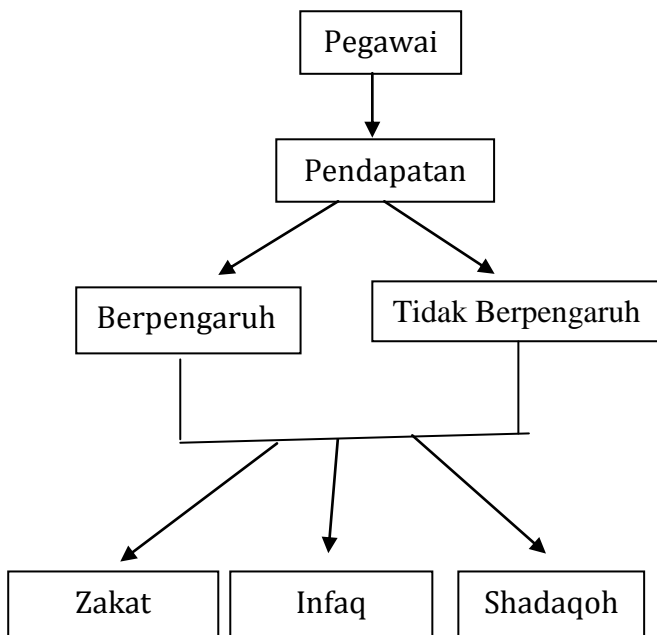 Pegawai
Pendapatan
Berpengaruh
Tidak Berpengaruh
Zakat
Infaq
Shadaqoh